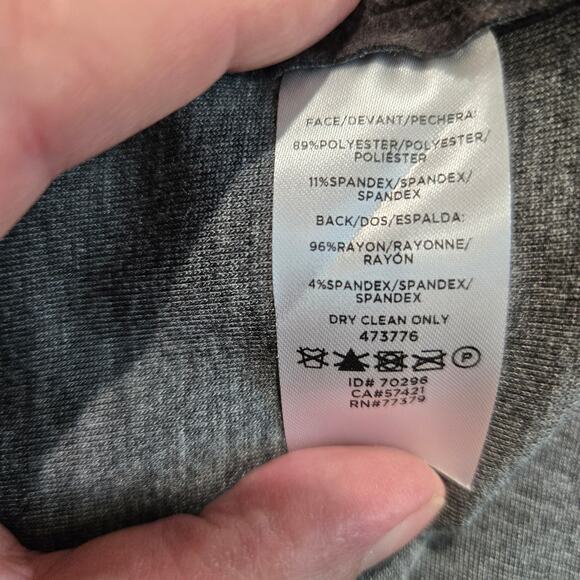 FACE/DEVANT/PECHERA:
89%POLYESTER/POLYESTER/
POLIÉSTER
11%SPANDEX/SPANDEX/
SPANDEX
BACK/DOS/ESPALDA:
96%RAYON/RAYONNE/
RAYÓN
4%SPANDEX/SPANDEX/
SPANDEX
DRY CLEAN ONLY
473776
P
ID# 70296
CA#57421
RN#77379